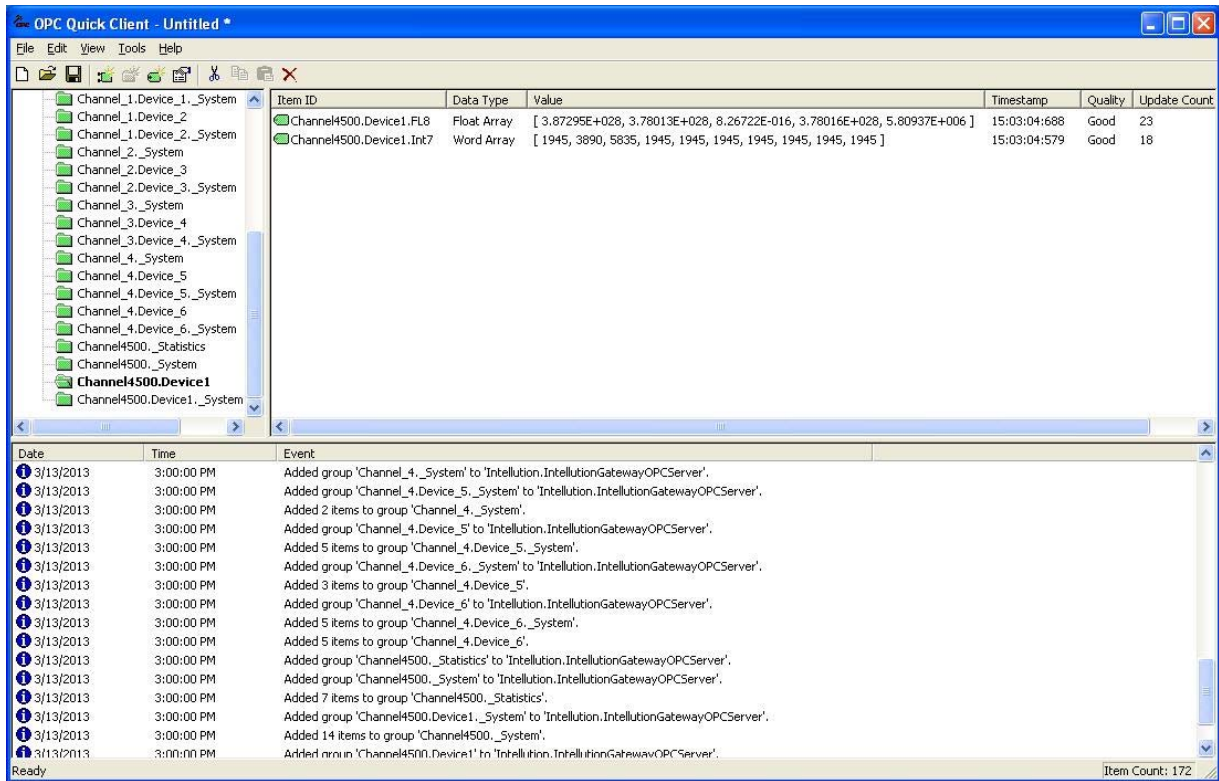 OPC Quick Client - Untitled *
File Edit View Tools Help
Channel_1.Device_1._System
Channel_1.Device_2
Channel_1.Device_2._System
Channel_2._System
Channel_2.Device_3
Channel_2.Device_3._System
Channel_3._System
Channel_3.Device_4
Channel_3.Device_4._System
Channel_4._System
Channel_4.Device_5
Channel_4.Device_5._System
Channel_4.Device_6
Channel_4.Device_6._System
Channel4500._Statistics
Channel4500._System
Channel4500.Device1
Channel4500.Device1._System
Item ID Data Type Value Timestamp Quality Update Count
Channel4500.Device1.FL8 Float Array [ 3.87295E+028, 3.78013E+028, 8.26722E-016, 3.78016E+028, 5.80937E+006 ] 15:03:04:688 Good 23
Channel4500.Device1.Int7 Word Array [ 1945, 3890, 5835, 1945, 1945, 1945, 1945, 1945, 1945, 1945 ] 15:03:04:579 Good 18
Date Time Event
3/13/2013 3:00:00 PM Added group 'Channel_4._System' to 'Intellution.IntellutionGatewayOPCServer'.
3/13/2013 3:00:00 PM Added group 'Channel_4.Device_5._System' to 'Intellution.IntellutionGatewayOPCServer'.
3/13/2013 3:00:00 PM Added 2 items to group 'Channel_4._System'.
3/13/2013 3:00:00 PM Added group 'Channel_4.Device_5' to 'Intellution.IntellutionGatewayOPCServer'.
3/13/2013 3:00:00 PM Added 5 items to group 'Channel_4.Device_5._System'.
3/13/2013 3:00:00 PM Added group 'Channel_4.Device_6._System' to 'Intellution.IntellutionGatewayOPCServer'.
3/13/2013 3:00:00 PM Added 3 items to group 'Channel_4.Device_5'.
3/13/2013 3:00:00 PM Added group 'Channel_4.Device_6' to 'Intellution.IntellutionGatewayOPCServer'.
3/13/2013 3:00:00 PM Added 5 items to group 'Channel_4.Device_6._System'.
3/13/2013 3:00:00 PM Added 5 items to group 'Channel_4.Device_6'.
3/13/2013 3:00:00 PM Added group 'Channel4500._Statistics' to 'Intellution.IntellutionGatewayOPCServer'.
3/13/2013 3:00:00 PM Added group 'Channel4500._System' to 'Intellution.IntellutionGatewayOPCServer'.
3/13/2013 3:00:00 PM Added 7 items to group 'Channel4500._Statistics'.
3/13/2013 3:00:00 PM Added group 'Channel4500.Device1._System' to 'Intellution.IntellutionGatewayOPCServer'.
3/13/2013 3:00:00 PM Added 14 items to group 'Channel4500._System'.
3/13/2013 3:00:00 PM Added group 'Channel4500.Device1' to 'Intellution.IntellutionGatewayOPCServer'.
Ready Item Count: 172